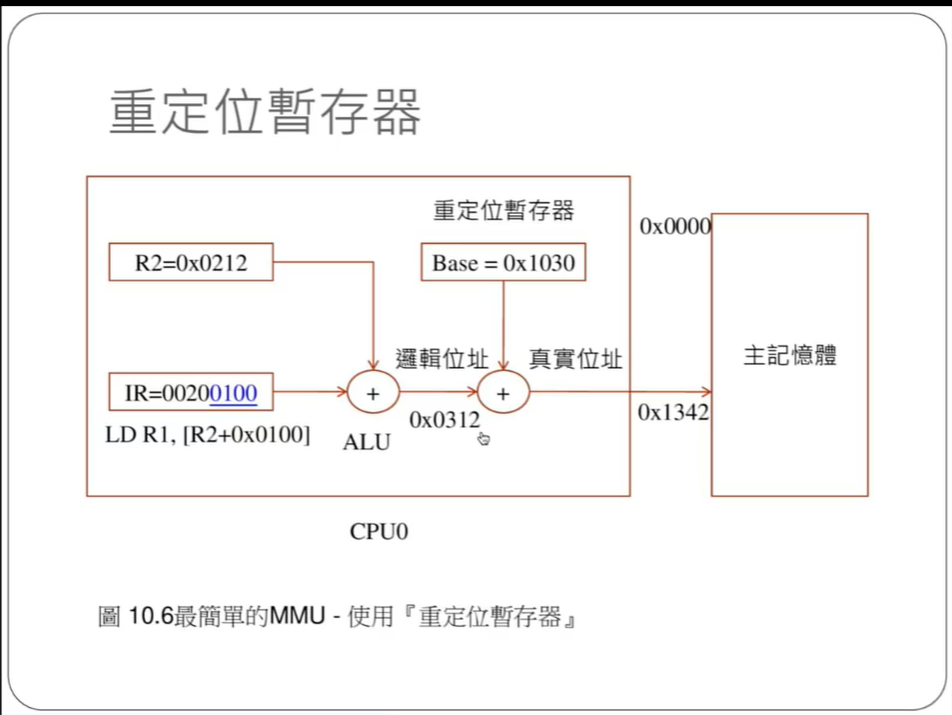 重定位暫存器
重定位暫存器
0x0000
R2=0x0212
Base = 0x1030
邏輯位址
真實位址
主記憶體
IR=00200100
+
+
0x0312
0x1342
LD R1, [R2+0x0100]
ALU
CPU0
圖 10.6最簡單的MMU - 使用『重定位暫存器』